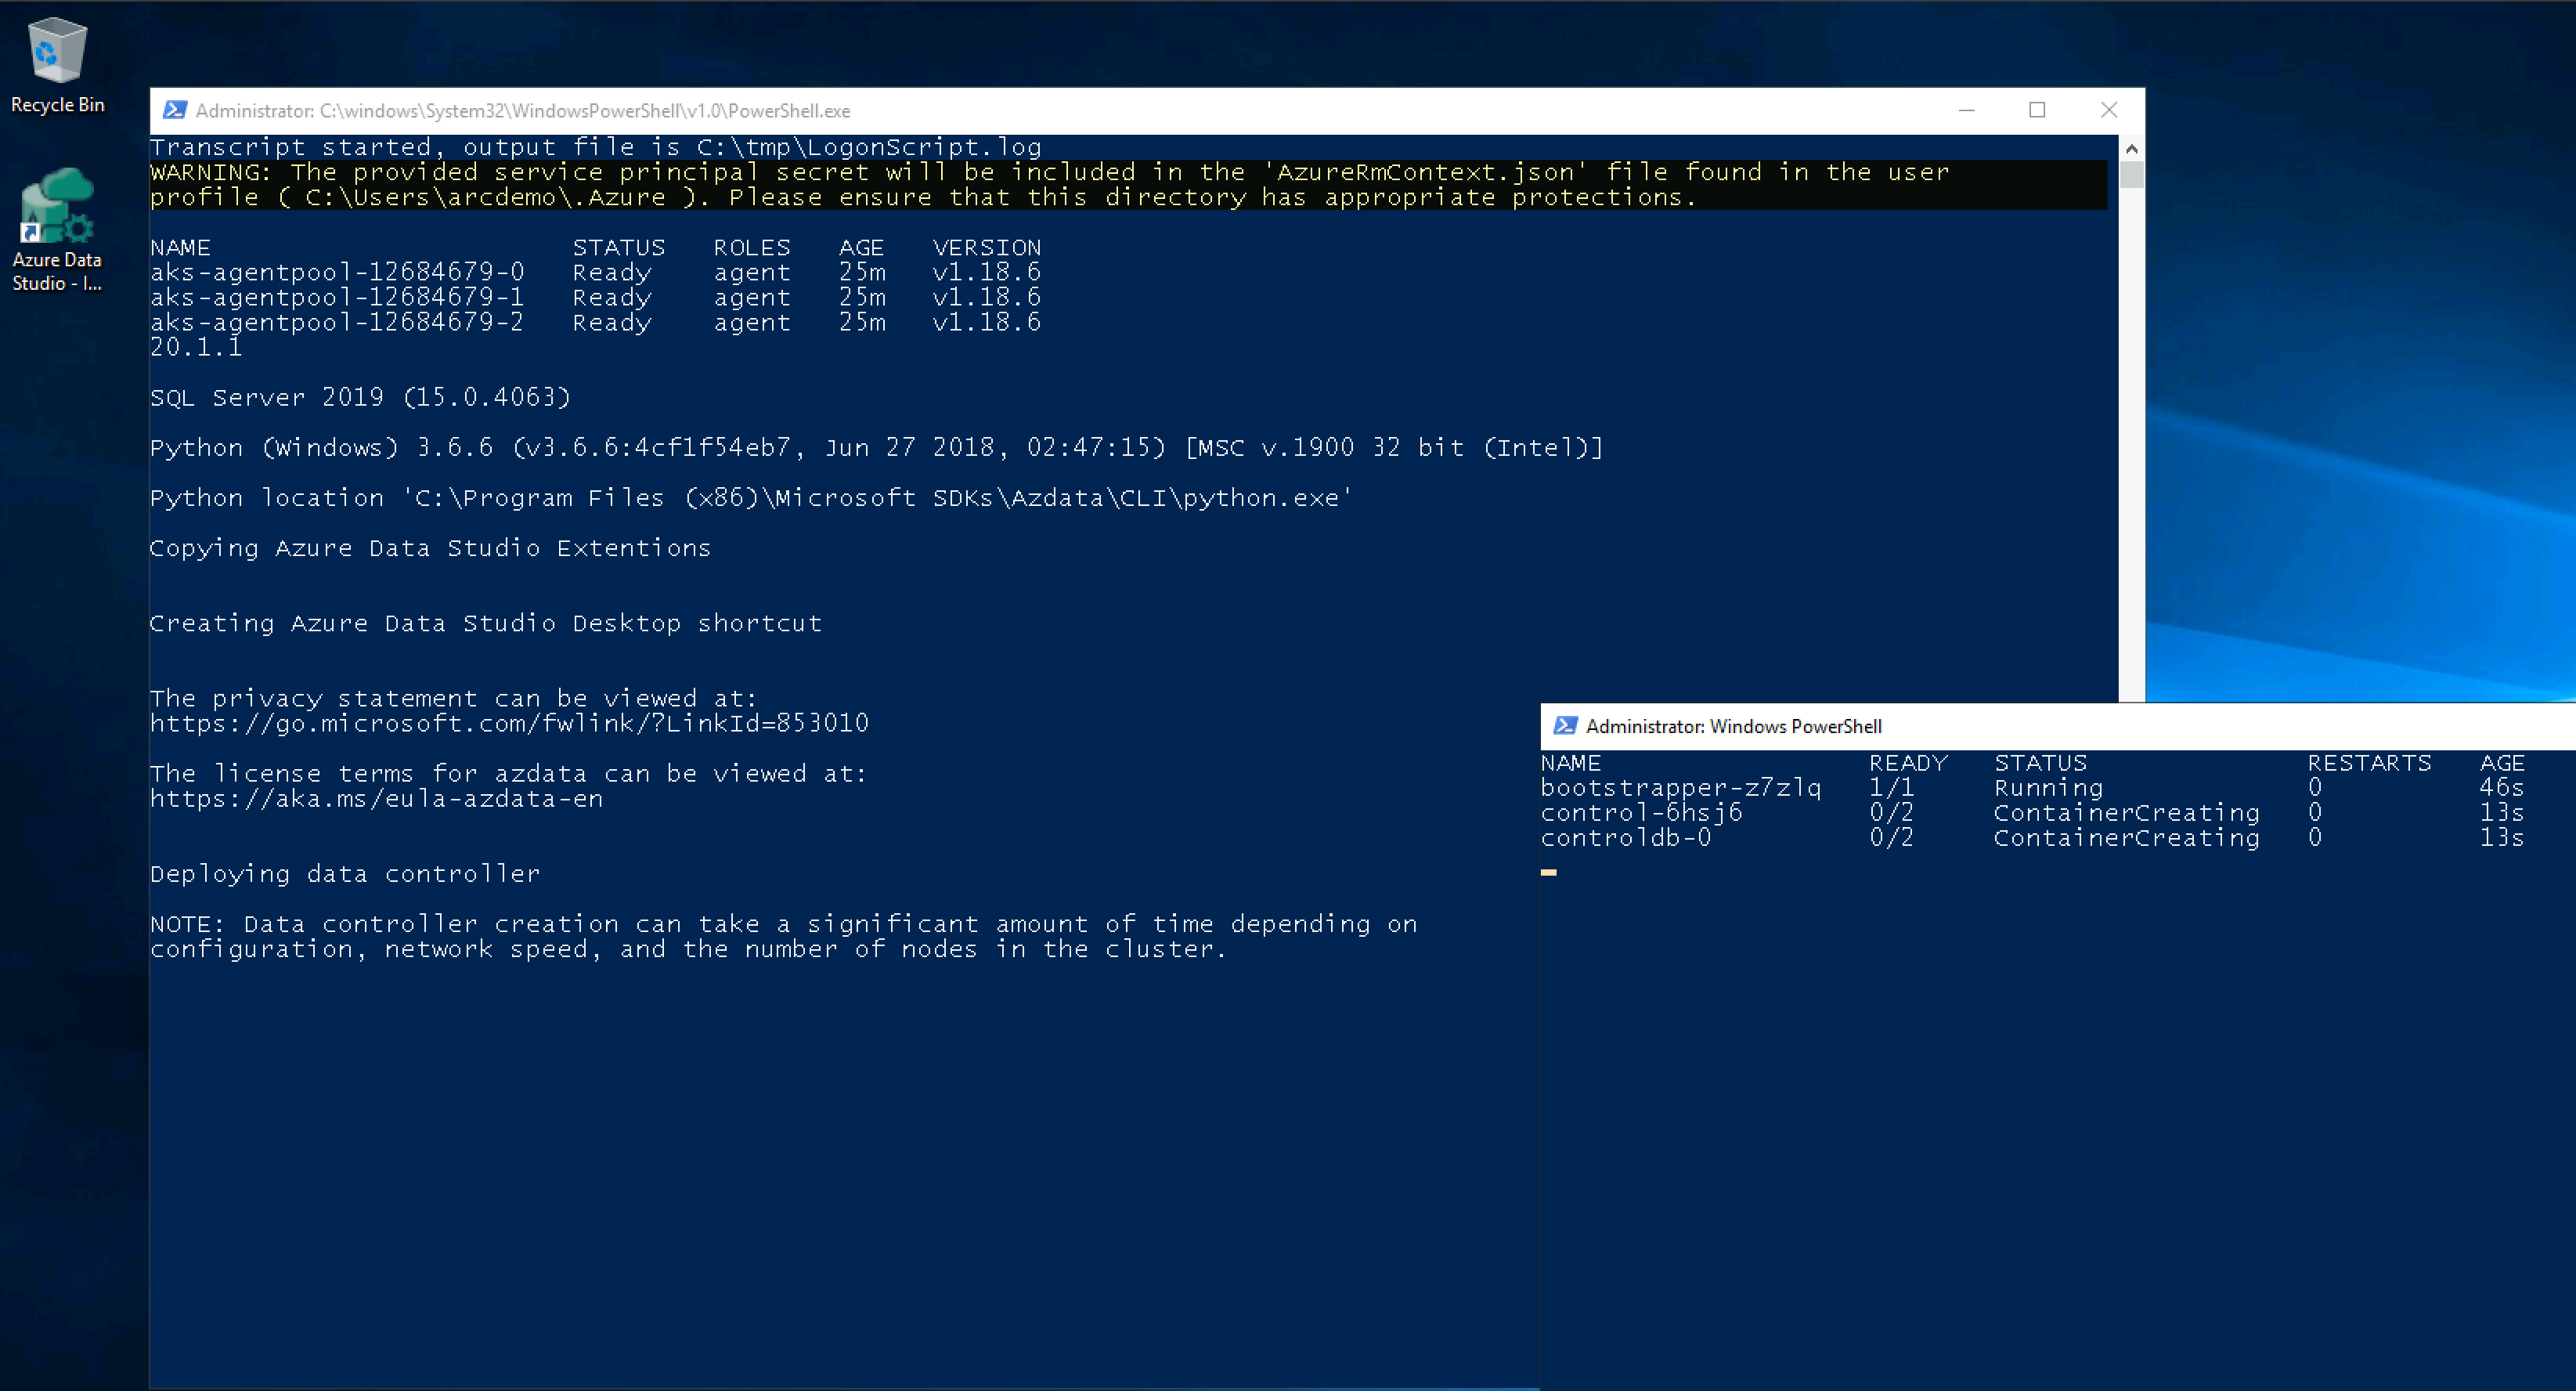 Recycle Bin
Azure Data
Studio - I...
Administrator: C:\windows\System32\WindowsPowerShell\v1.0\PowerShell.exe
Transcript started, output file is C:\tmp\LogonScript.log
WARNING: The provided service principal secret will be included in the 'AzureRmContext.json' file found in the user
profile ( C:\Users\arcdemo\.Azure ). Please ensure that this directory has appropriate protections.
NAME STATUS ROLES AGE VERSION
aks-agentpool-12684679-0 Ready agent 25m v1.18.6
aks-agentpool-12684679-1 Ready agent 25m v1.18.6
aks-agentpool-12684679-2 Ready agent 25m v1.18.6
20.1.1
SQL Server 2019 (15.0.4063)
Python (Windows) 3.6.6 (v3.6.6:4cf1f54eb7, Jun 27 2018, 02:47:15) [MSC v.1900 32 bit (Intel)]
Python location 'C:\Program Files (x86)\Microsoft SDKs\Azdata\CLI\python.exe'
Copying Azure Data Studio Extentions
Creating Azure Data Studio Desktop shortcut
The privacy statement can be viewed at:
https://go.microsoft.com/fwlink/?LinkId=853010
The license terms for azdata can be viewed at:
https://aka.ms/eula-azdata-en
Deploying data controller
NOTE: Data controller creation can take a significant amount of time depending on
configuration, network speed, and the number of nodes in the cluster.
Administrator: Windows PowerShell
NAME READY STATUS RESTARTS AGE
bootstrapper-z7zlq 1/1 Running 0 46s
control-6hsj6 0/2 ContainerCreating 0 13s
controldb-0 0/2 ContainerCreating 0 13s